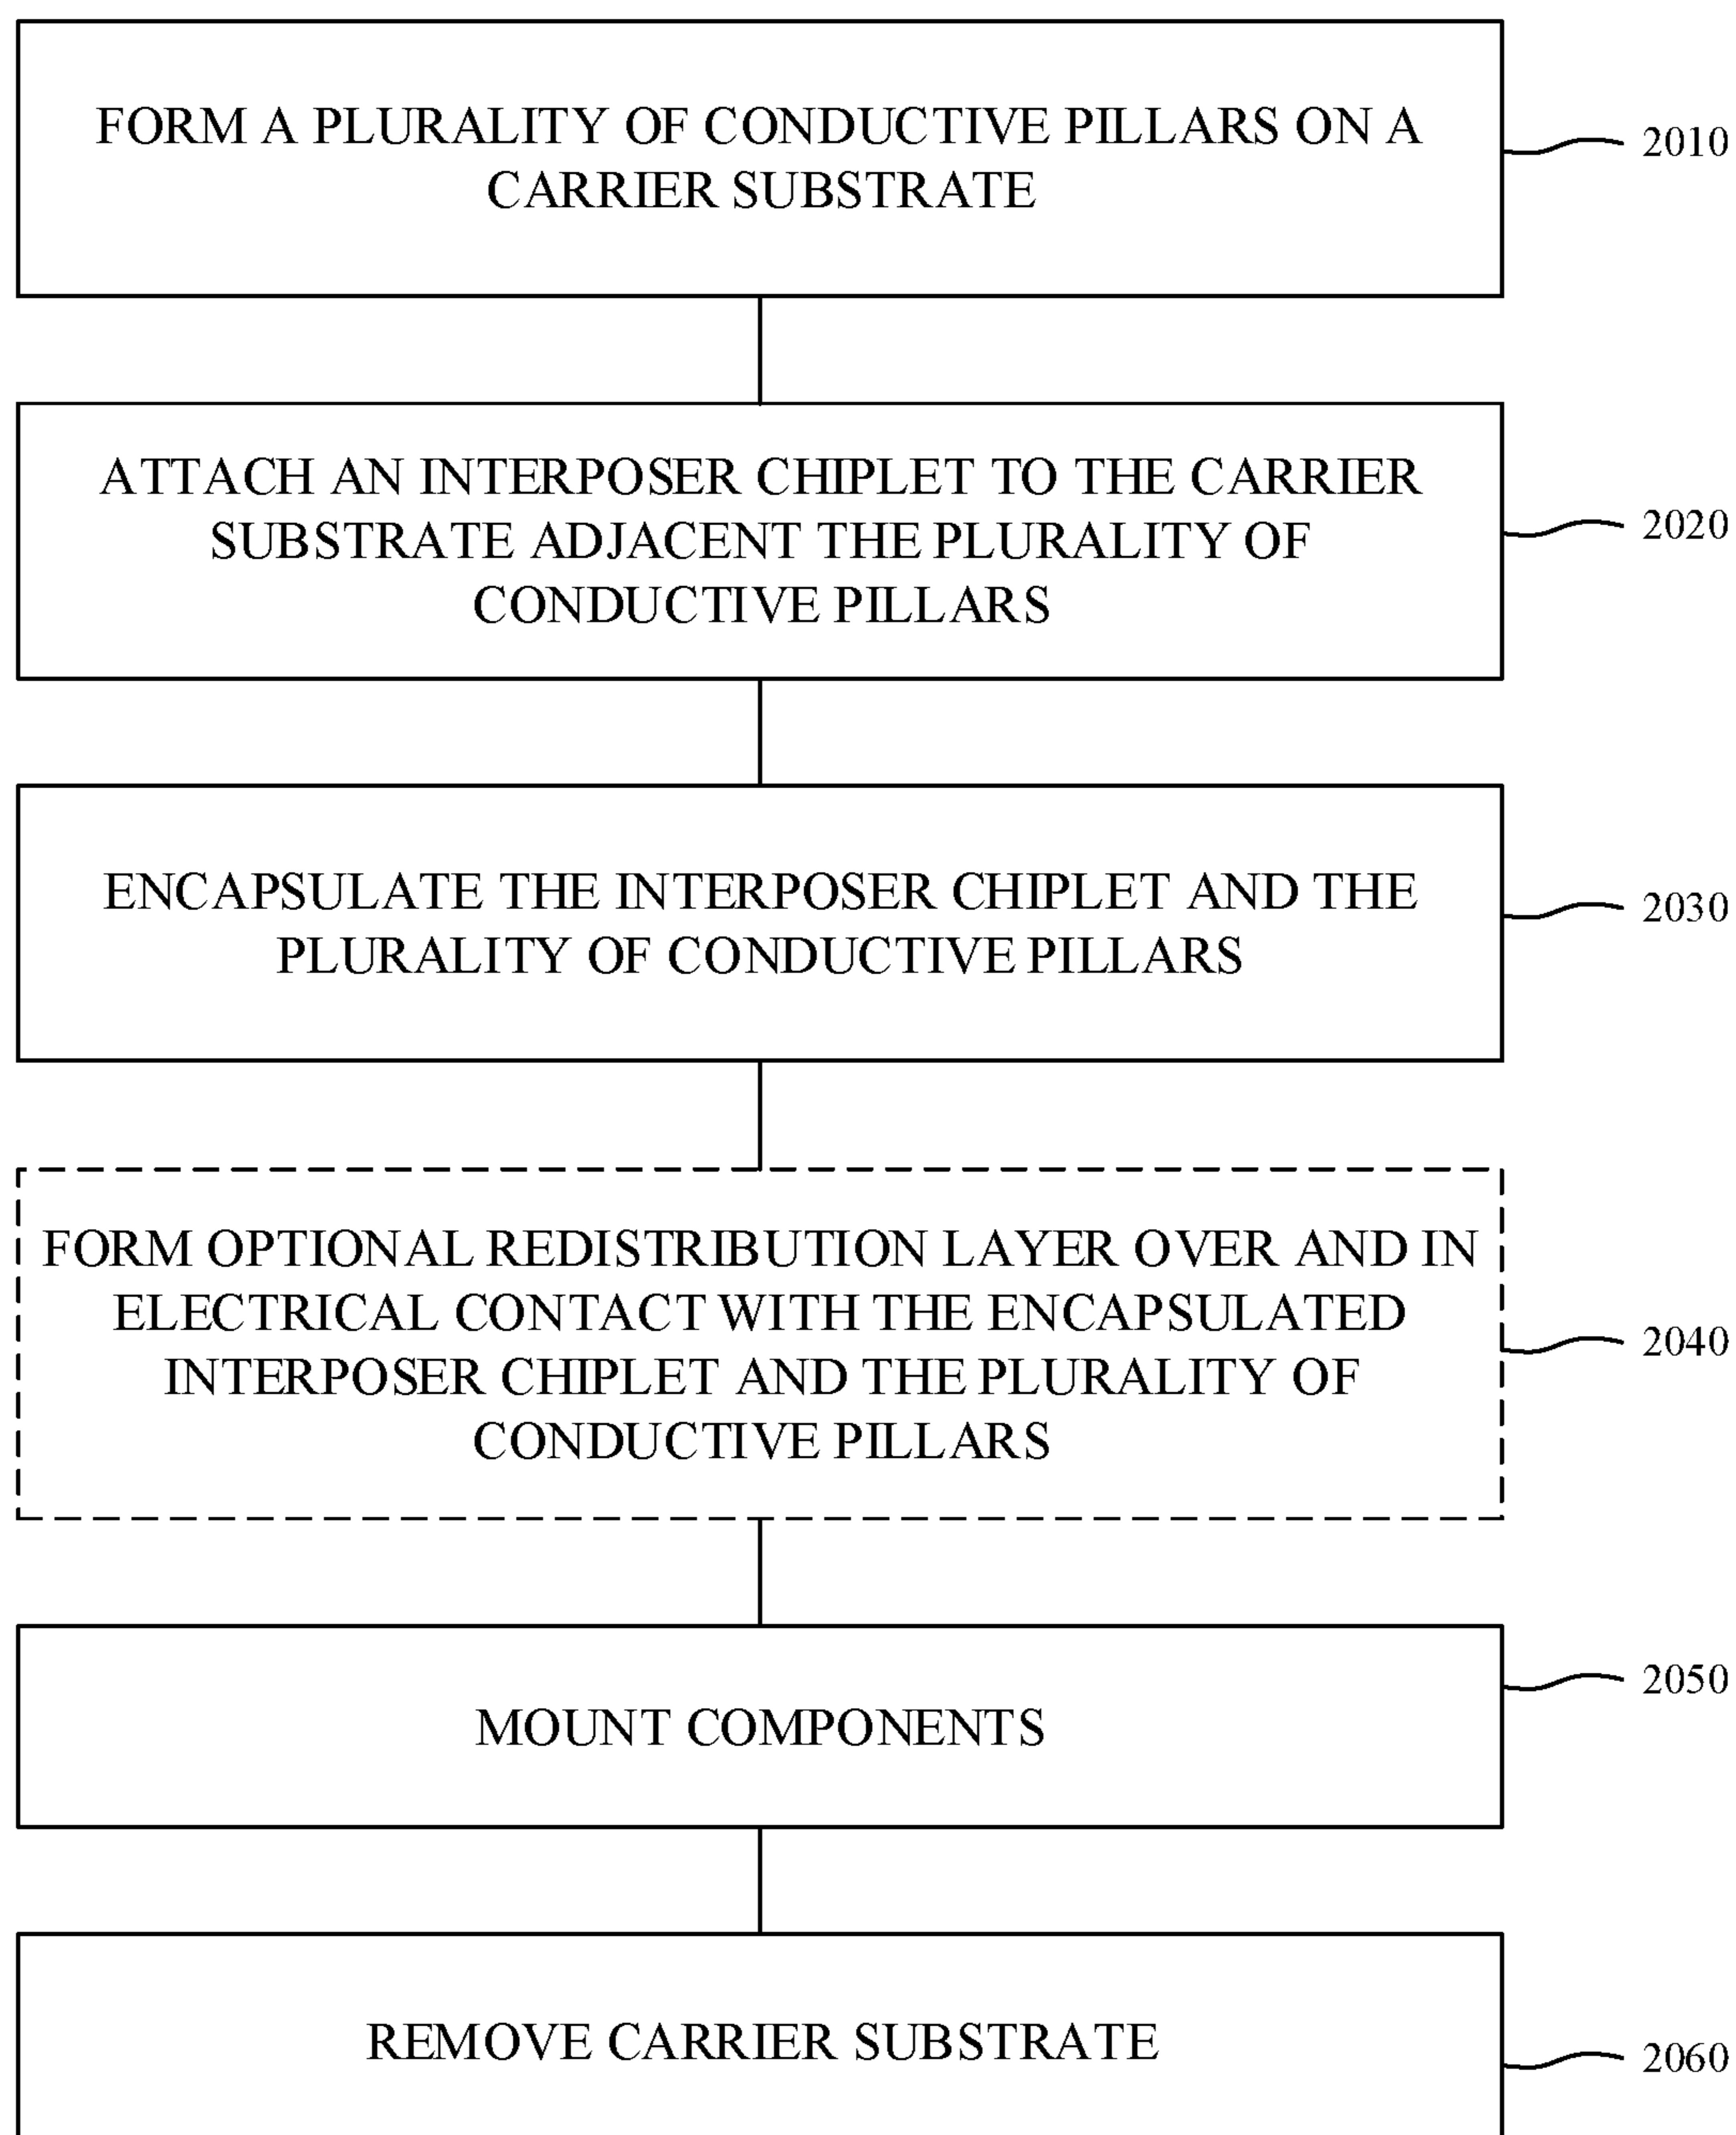 FORM A PLURALITY OF CONDUCTIVE PILLARS ON A
CARRIER SUBSTRATE
2010
ATTACH AN INTERPOSER CHIPLET TO THE CARRIER
SUBSTRATE ADJACENT THE PLURALITY OF
CONDUCTIVE PILLARS
2020
ENCAPSULATE THE INTERPOSER CHIPLET AND THE
PLURALITY OF CONDUCTIVE PILLARS
2030
FORM OPTIONAL REDISTRIBUTION LAYER OVER AND IN
ELECTRICAL CONTACT WITH THE ENCAPSULATED
INTERPOSER CHIPLET AND THE PLURALITY OF
CONDUCTIVE PILLARS
2040
MOUNT COMPONENTS
2050
REMOVE CARRIER SUBSTRATE
2060